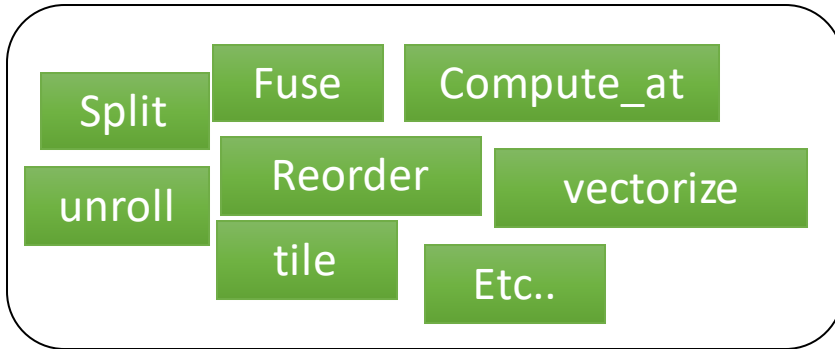 Split
Fuse
Compute_at
unroll
Reorder
vectorize
tile
Etc..